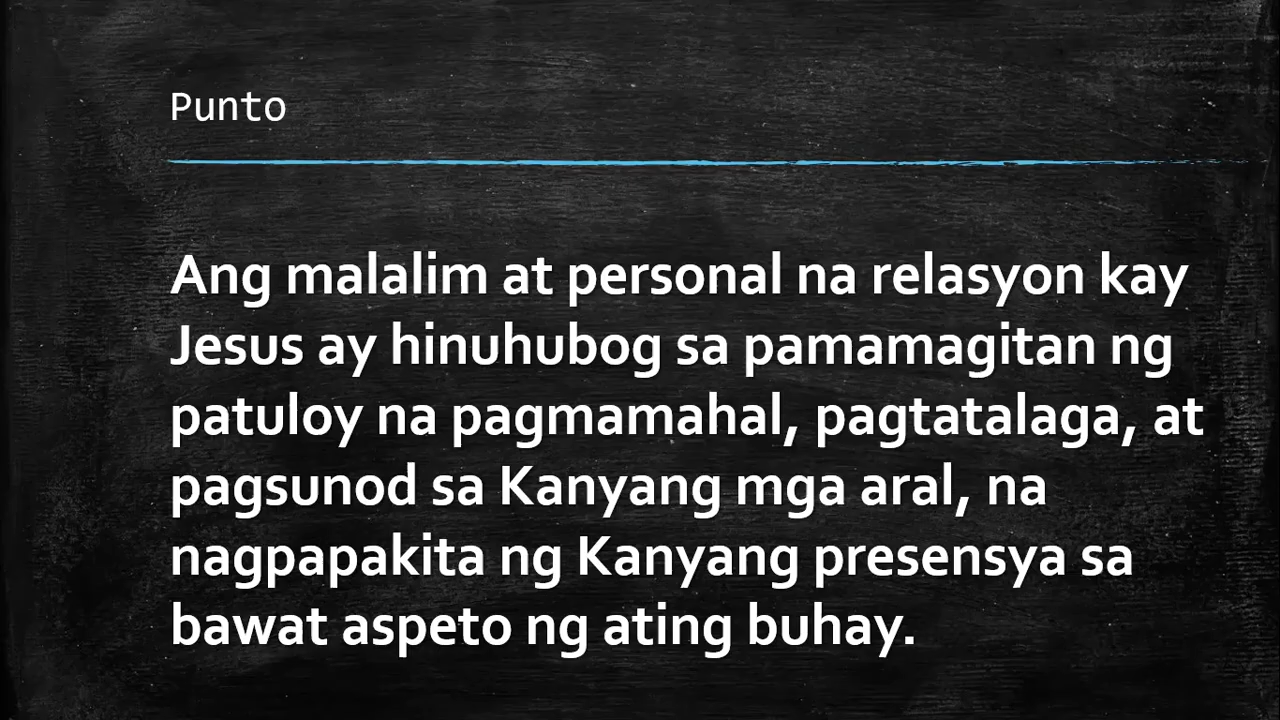 Punto
Ang malalim at personal na relasyon kay
Jesus ay hinuhubog sa pamamagitan ng
patuloy na pagmamahal, pagtatalaga, at
pagsunod sa Kanyang mga aral, na
nagpapakita ng Kanyang presensya sa
bawat aspeto ng ating buhay.